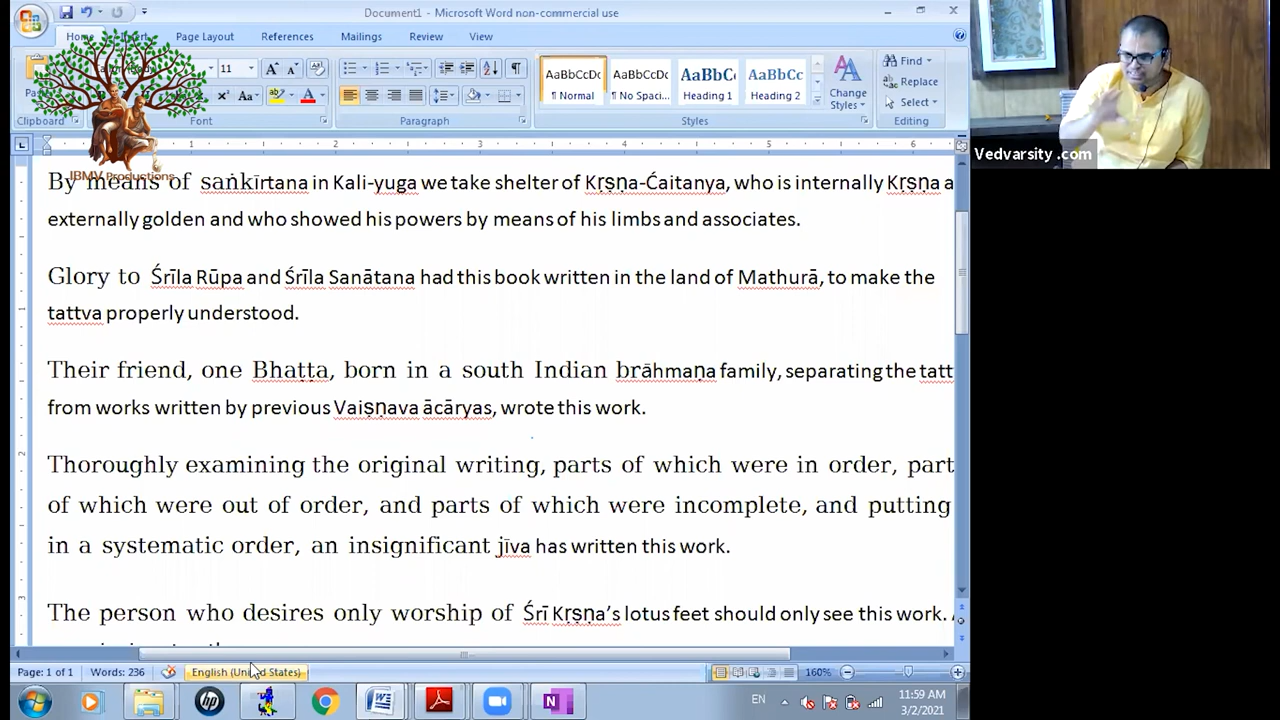 Document1 - Microsoft Word non-commercial use
Home Insert Page Layout References Mailings Review View
11
Find
Replace
Select
AaBbCcDc AaBbCcDc AaBbCc AaBbCc
¶ Normal ¶ No Spaci... Heading 1 Heading 2
Change Styles
Clipboard Font Paragraph Styles Editing
JBMV Productions
Vedvarsity .com
1 2 3 4 5 6
By means of saṅkīrtana in Kali-yuga we take shelter of Kṛṣṇa-Ćaitanya, who is internally Kṛṣṇa a
externally golden and who showed his powers by means of his limbs and associates.
Glory to Śrīla Rūpa and Śrīla Sanātana had this book written in the land of Mathurā, to make the
tattva properly understood.
Their friend, one Bhaṭṭa, born in a south Indian brāhmaṇa family, separating the tatt
from works written by previous Vaiṣṇava ācāryas, wrote this work.
Thoroughly examining the original writing, parts of which were in order, part
of which were out of order, and parts of which were incomplete, and putting
in a systematic order, an insignificant jīva has written this work.
The person who desires only worship of Śrī Kṛṣṇa’s lotus feet should only see this work.
Page: 1 of 1 Words: 236 English (United States) 160%
EN 11:59 AM
3/2/2021